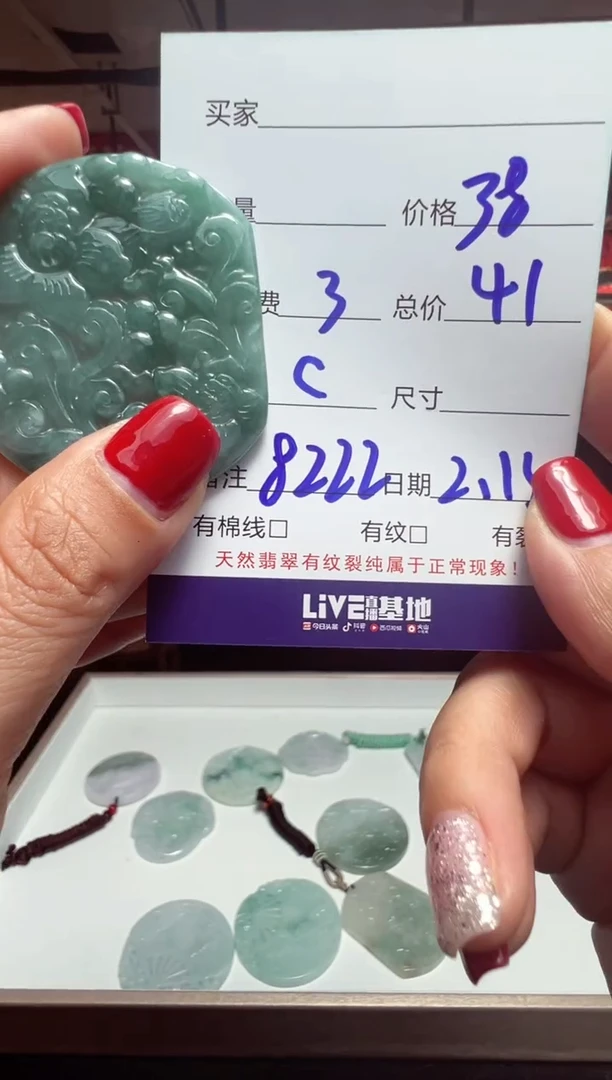 买家
量 价格 38
费 3 总价 41
C 尺寸
备注 8222 日期 2.1
有棉线□ 有纹□ 有裂
天然翡翠有纹裂纯属于正常现象！
LiVE直播基地
今日头条 抖音 西瓜视频 火山